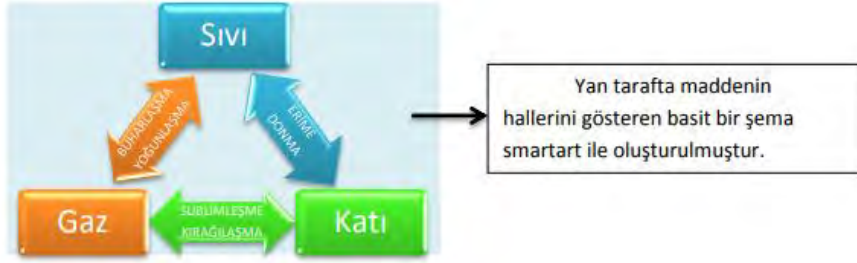 Sıvı
BUHARLAŞMA
YOĞUNLAŞMA
ERİME
DONMA
Gaz
SUBLİMLEŞME
KIRAĞILAŞMA
Katı
Yan tarafta maddenin
hallerini gösteren basit bir şema
smartart ile oluşturulmuştur.